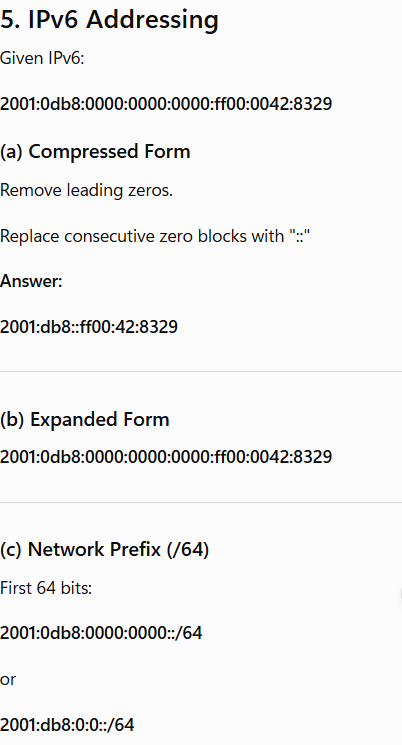 5. IPv6 Addressing
Given IPv6:
2001:0db8:0000:0000:0000:ff00:0042:8329
(a) Compressed Form
Remove leading zeros.
Replace consecutive zero blocks with "::"
Answer:
2001:db8::ff00:42:8329
(b) Expanded Form
2001:0db8:0000:0000:0000:ff00:0042:8329
(c) Network Prefix (/64)
First 64 bits:
2001:0db8:0000:0000::/64
or
2001:db8:0:0::/64